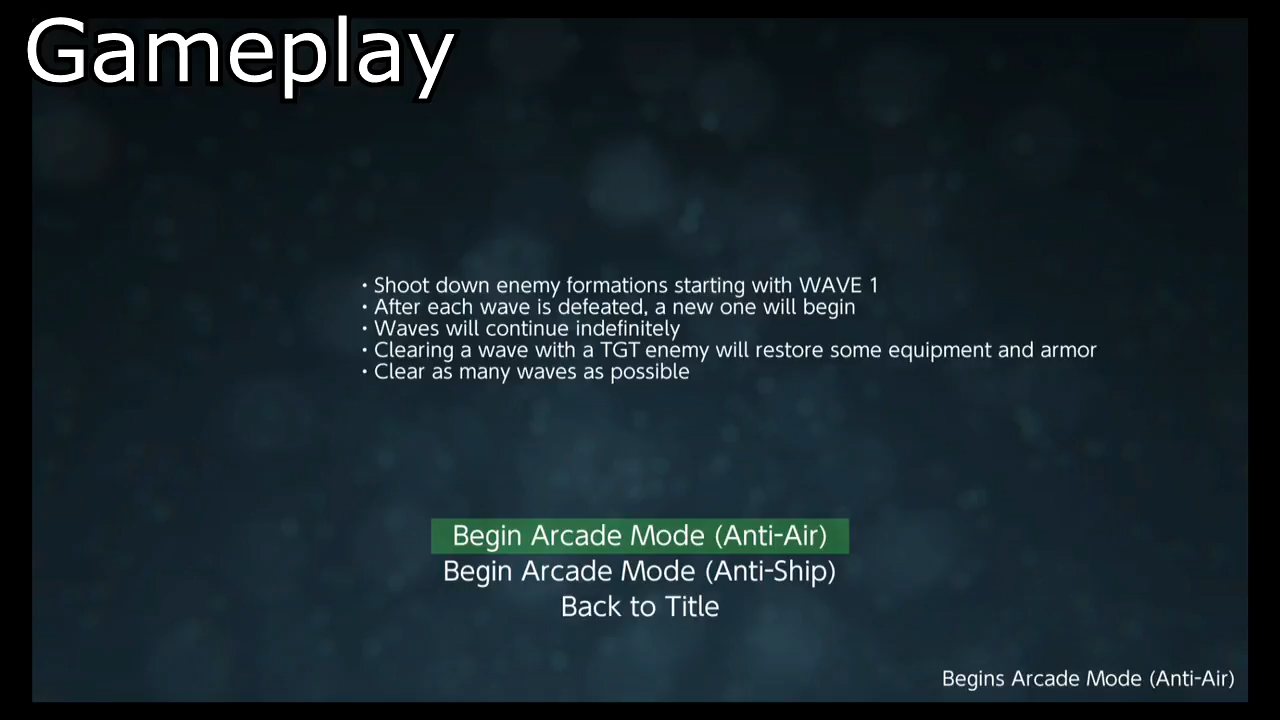 Gameplay
• Shoot down enemy formations starting with WAVE 1
• After each wave is defeated, a new one will begin
• Waves will continue indefinitely
• Clearing a wave with a TGT enemy will restore some equipment and armor
• Clear as many waves as possible
Begin Arcade Mode (Anti-Air)
Begin Arcade Mode (Anti-Ship)
Back to Title
Begins Arcade Mode (Anti-Air)